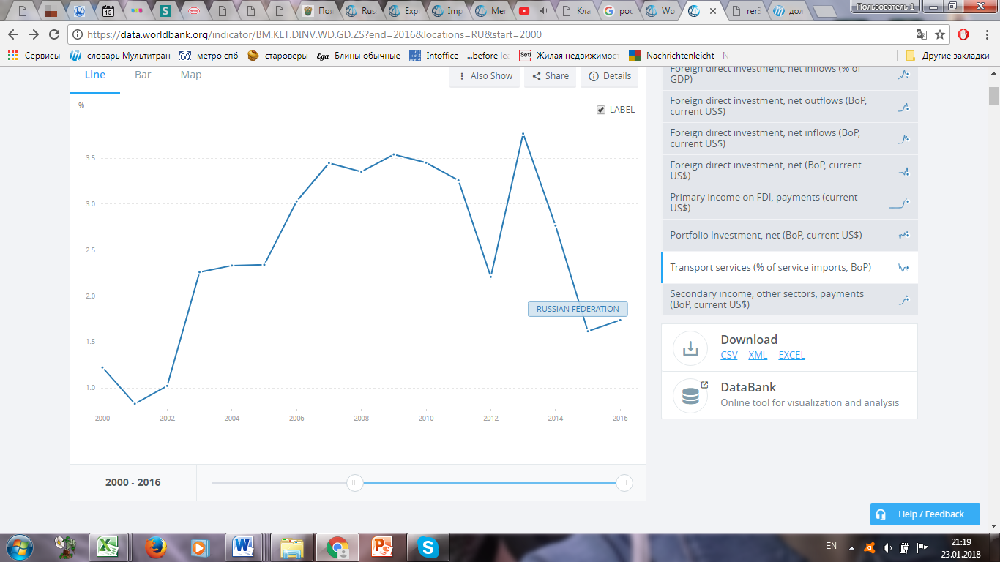 Пользователь 1
15
S
Rus
Exp
Imp
Кла
рос
Wo
rer3
дол
https://data.worldbank.org/indicator/BM.KLT.DINV.WD.GD.ZS?end=2016&locations=RU&start=2000
Сервисы
словарь Мультитран
метро спб
староверы
Ega Блины обычные
Intoffice - ...before le
Set! Жилая недвижимос
Nachrichtenleicht - N
Другие закладки
Line
Bar
Map
Also Show
Share
Details
%
LABEL
3.5
3.0
2.5
2.0
1.5
1.0
RUSSIAN FEDERATION
2000 2002 2004 2006 2008 2010 2012 2014 2016
2000 - 2016
Foreign direct investment, net inflows (% of
GDP)
Foreign direct investment, net outflows (BoP,
current US$)
Foreign direct investment, net inflows (BoP,
current US$)
Foreign direct investment, net (BoP, current
US$)
Primary income on FDI, payments (current
US$)
Portfolio Investment, net (BoP, current US$)
Transport services (% of service imports, BoP)
Secondary income, other sectors, payments
(BoP, current US$)
Download
CSV XML EXCEL
DataBank
Online tool for visualization and analysis
Help / Feedback
EN
21:19
23.01.2018